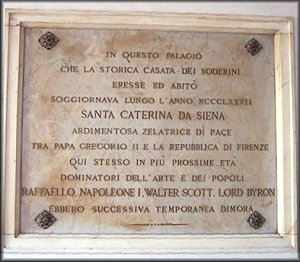 IN QUESTO PALAGIO
CHE LA STORICA CASATA DEI SODERINI
ERESSE ED ABITÒ
SOGGIORNAVA LUNGO L'ANNO MCCCLXXVII
SANTA CATERINA DA SIENA
ARDIMENTOSA ZELATRICE DI PACE
TRA PAPA GREGORIO II E LA REPUBBLICA DI FIRENZE
QUI STESSO IN PIÙ PROSSIME ETÀ
DOMINATORI DELL'ARTE E DEI POPOLI
RAFFAELLO, NAPOLEONE I, WALTER SCOTT, LORD BYRON
EBBERO SUCCESSIVA TEMPORANEA DIMORA